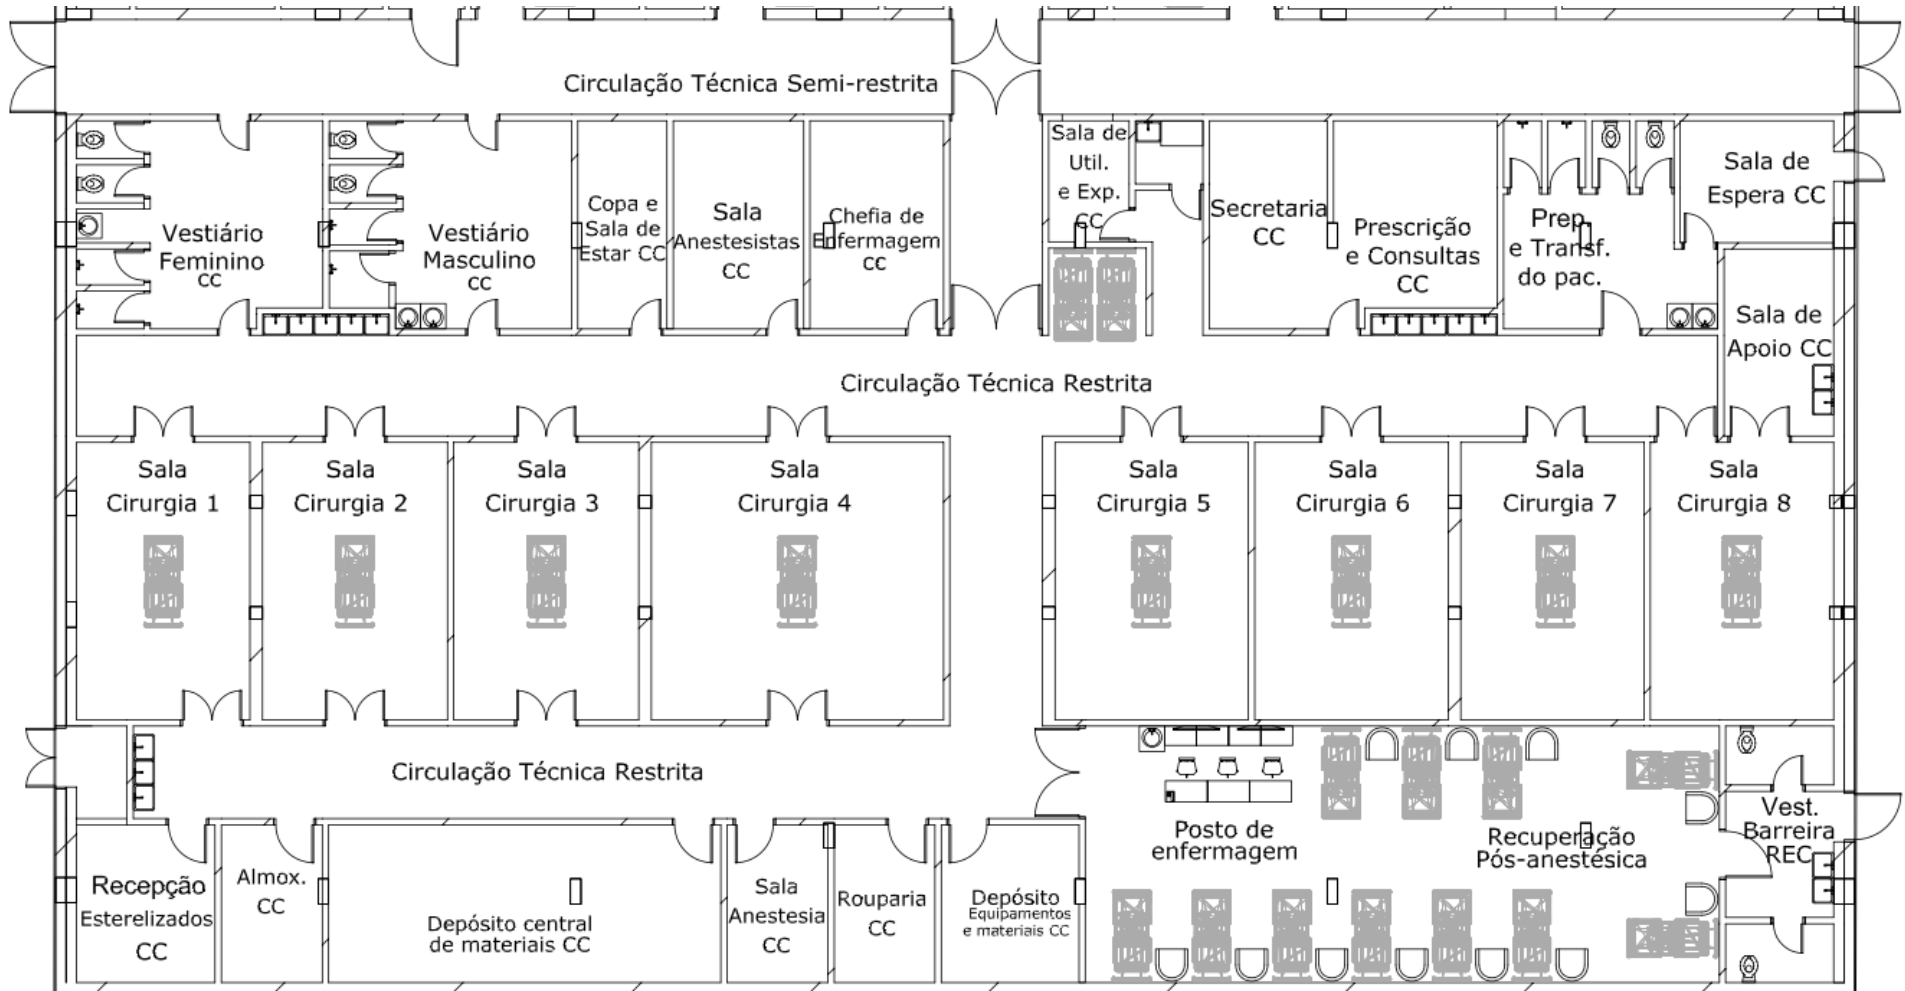 Circulação Técnica Semi-restrita
Vestiário
Feminino
CC
Vestiário
Masculino
CC
Copa e
Sala de
Estar CC
Sala
Anestesistas
CC
Chefia de
Enfermagem
CC
Sala de
Util.
e Exp.
CC
Secretaria
CC
Prescrição
e Consultas
CC
Prep.
e Transf.
do pac.
Sala de
Espera CC
Sala de
Apoio CC
Circulação Técnica Restrita
Sala
Cirurgia 1
Sala
Cirurgia 2
Sala
Cirurgia 3
Sala
Cirurgia 4
Sala
Cirurgia 5
Sala
Cirurgia 6
Sala
Cirurgia 7
Sala
Cirurgia 8
Circulação Técnica Restrita
Recepção
Esterelizados
CC
Almox.
CC
Depósito central
de materiais CC
Sala
Anestesia
CC
Rouparia
CC
Depósito
Equipamentos
e materiais CC
Posto de
enfermagem
Recuperação
Pós-anestésica
Vest.
Barreira
REC